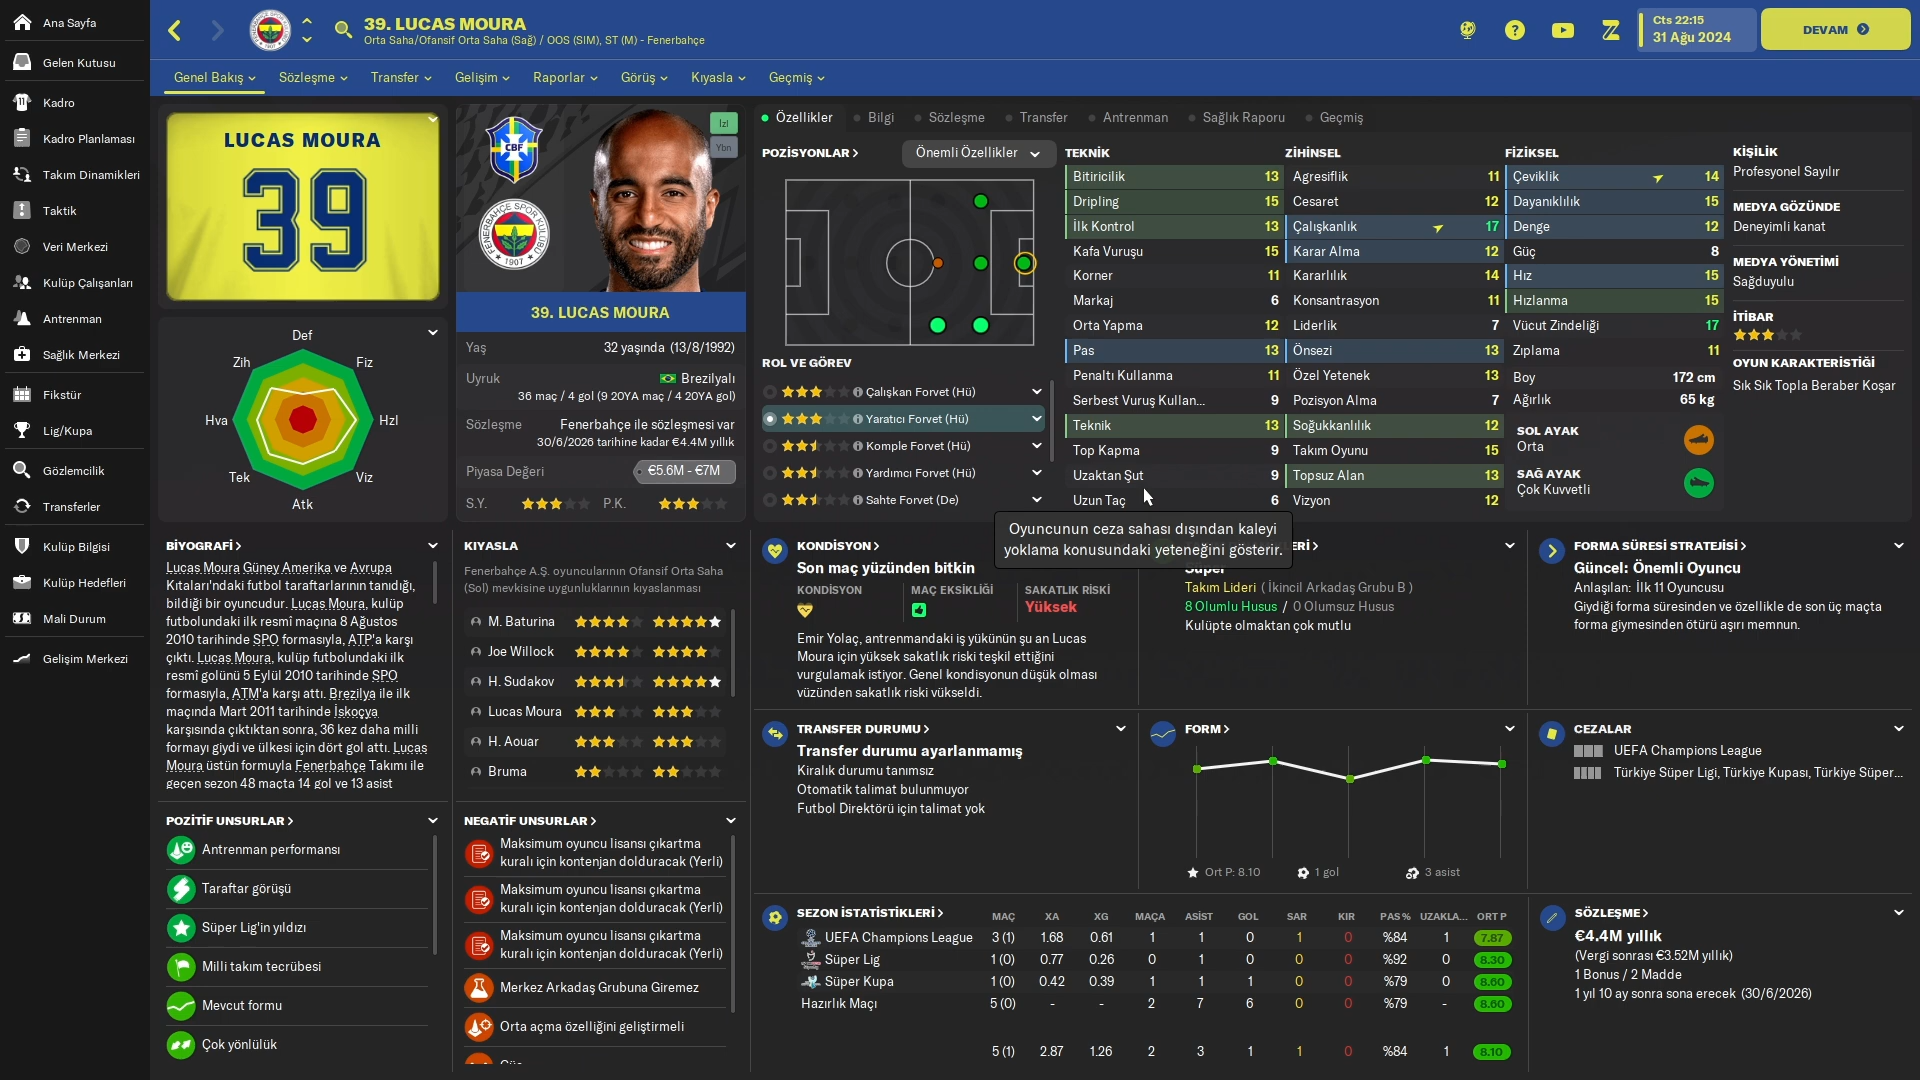 Ana Sayfa
Gelen Kutusu
Kadro
Kadro Planlaması
Takım Dinamikleri
Taktik
Veri Merkezi
Kulüp Çalışanları
Antrenman
Sağlık Merkezi
Fikstür
Lig/Kupa
Gözlemcilik
Transferler
Kulüp Bilgisi
Kulüp Hedefleri
Mali Durum
Gelişim Merkezi
39. LUCAS MOURA
Orta Saha/Ofansif Orta Saha (Sağ) / OOS (SIM), ST (M) - Fenerbahçe
Cts 22:15
31 Ağu 2024
DEVAM
Genel Bakış Sözleşme Transfer Gelişim Raporlar Görüş Kıyasla Geçmiş
LUCAS MOURA
39
Def
Fiz
Hzl
Viz
Atk
Tek
Hva
Zih
CBF
FENERBAHÇE SPOR KULÜBÜ
1907
İzl
Ybn
39. LUCAS MOURA
Yaş 32 yaşında (13/8/1992)
Uyruk Brezilyalı
36 maç / 4 gol (9 20YA maç / 4 20YA gol)
Sözleşme Fenerbahçe ile sözleşmesi var
30/6/2026 tarihine kadar €4.4M yıllık
Piyasa Değeri €5.6M - €7M
S.Y. P.K.
Özellikler Bilgi Sözleşme Transfer Antrenman Sağlık Raporu Geçmiş
POZİSYONLAR
Önemli Özellikler
ROL VE GÖREV
Çalışkan Forvet (Hü)
Yaratıcı Forvet (Hü)
Komple Forvet (Hü)
Yardımcı Forvet (Hü)
Sahte Forvet (De)
TEKNİK
Bitiricilik 13
Dripling 15
İlk Kontrol 13
Kafa Vuruşu 15
Korner 11
Markaj 6
Orta Yapma 12
Pas 13
Penaltı Kullanma 11
Serbest Vuruş Kullan... 9
Teknik 13
Top Kapma 9
Uzaktan Şut 9
Uzun Taç 6
ZİHİNSEL
Agresiflik 11
Cesaret 12
Çalışkanlık 17
Karar Alma 12
Kararlılık 14
Konsantrasyon 11
Liderlik 7
Önsezi 13
Özel Yetenek 13
Pozisyon Alma 7
Soğukkanlılık 12
Takım Oyunu 15
Topsuz Alan 13
Vizyon 12
FİZİKSEL
Çeviklik 14
Dayanıklılık 15
Denge 12
Güç 8
Hız 15
Hızlanma 15
Vücut Zindeliği 17
Zıplama 11
Boy 172 cm
Ağırlık 65 kg
SOL AYAK
Orta
SAĞ AYAK
Çok Kuvvetli
KİŞİLİK
Profesyonel Sayılır
MEDYA GÖZÜNDE
Deneyimli kanat
MEDYA YÖNETİMİ
Sağduyulu
İTİBAR
OYUN KARAKTERİSTİĞİ
Sık Sık Topla Beraber Koşar
Oyuncunun ceza sahası dışından kaleyi
yoklama konusundaki yeteneğini gösterir.
BİYOGRAFİ
Lucas Moura Güney Amerika ve Avrupa
Kıtaları'ndaki futbol taraftarlarının tanıdığı,
bildiği bir oyuncudur. Lucas Moura, kulüp
futbolundaki ilk resmî maçına 8 Ağustos
2010 tarihinde SPO formasıyla, ATP'a karşı
çıktı. Lucas Moura, kulüp futbolundaki ilk
resmî golünü 5 Eylül 2010 tarihinde SPO
formasıyla, ATM'a karşı attı. Brezilya ile ilk
maçında Mart 2011 tarihinde İskoçya
karşısında çıktıktan sonra, 36 kez daha milli
formayı giydi ve ülkesi için dört gol attı. Lucas
Moura üstün formuyla Fenerbahçe Takımı ile
geçen sezon 48 maçta 14 gol ve 13 asist
KIYASLA
Fenerbahçe A.Ş. oyuncularının Ofansif Orta Saha
(Sol) mevkisine uygunluklarının kıyaslanması
M. Baturina
Joe Willock
H. Sudakov
Lucas Moura
H. Aouar
Bruma
KONDİSYON
Son maç yüzünden bitkin
KONDİSYON MAÇ EKSİKLİĞİ SAKATLIK RİSKİ
Yüksek
Emir Yolaç, antrenmandaki iş yükünün şu an Lucas
Moura için yüksek sakatlık riski teşkil ettiğini
vurgulamak istiyor. Genel kondisyonun düşük olması
yüzünden sakatlık riski yükseldi.
Süper
Takım Lideri ( İkincil Arkadaş Grubu B )
8 Olumlu Husus / 0 Olumsuz Husus
Kulüpte olmaktan çok mutlu
FORMA SÜRESİ STRATEJİSİ
Güncel: Önemli Oyuncu
Anlaşılan: İlk 11 Oyuncusu
Giydiği forma süresinden ve özellikle de son üç maçta
forma giymesinden ötürü aşırı memnun.
TRANSFER DURUMU
Transfer durumu ayarlanmamış
Kiralık durumu tanımsız
Otomatik talimat bulunmuyor
Futbol Direktörü için talimat yok
FORM
Ort P: 8.10 1 gol 3 asist
CEZALAR
UEFA Champions League
Türkiye Süper Ligi, Türkiye Kupası, Türkiye Süper...
POZİTİF UNSURLAR
Antrenman performansı
Taraftar görüşü
Süper Lig'in yıldızı
Milli takım tecrübesi
Mevcut formu
Çok yönlülük
NEGATİF UNSURLAR
Maksimum oyuncu lisansı çıkartma
kuralı için kontenjan dolduracak (Yerli)
Maksimum oyuncu lisansı çıkartma
kuralı için kontenjan dolduracak (Yerli)
Maksimum oyuncu lisansı çıkartma
kuralı için kontenjan dolduracak (Yerli)
Merkez Arkadaş Grubuna Giremez
Orta açma özelliğini geliştirmeli
SEZON İSTATİSTİKLERİ MAÇ XA XG MAÇA ASİST GOL SAR KIR PAS % UZAKLA... ORT P
UEFA Champions League 3 (1) 1.68 0.61 1 1 0 1 0 %84 1 7.87
Süper Lig 1 (0) 0.77 0.26 0 1 0 0 0 %92 0 8.30
Süper Kupa 1 (0) 0.42 0.39 1 1 1 0 0 %79 0 8.60
Hazırlık Maçı 5 (0) - - 2 7 6 0 0 %79 - 8.60
5 (1) 2.87 1.26 2 3 1 1 0 %84 1 8.10
SÖZLEŞME
€4.4M yıllık
(Vergi sonrası €3.52M yıllık)
1 Bonus / 2 Madde
1 yıl 10 ay sonra sona erecek (30/6/2026)